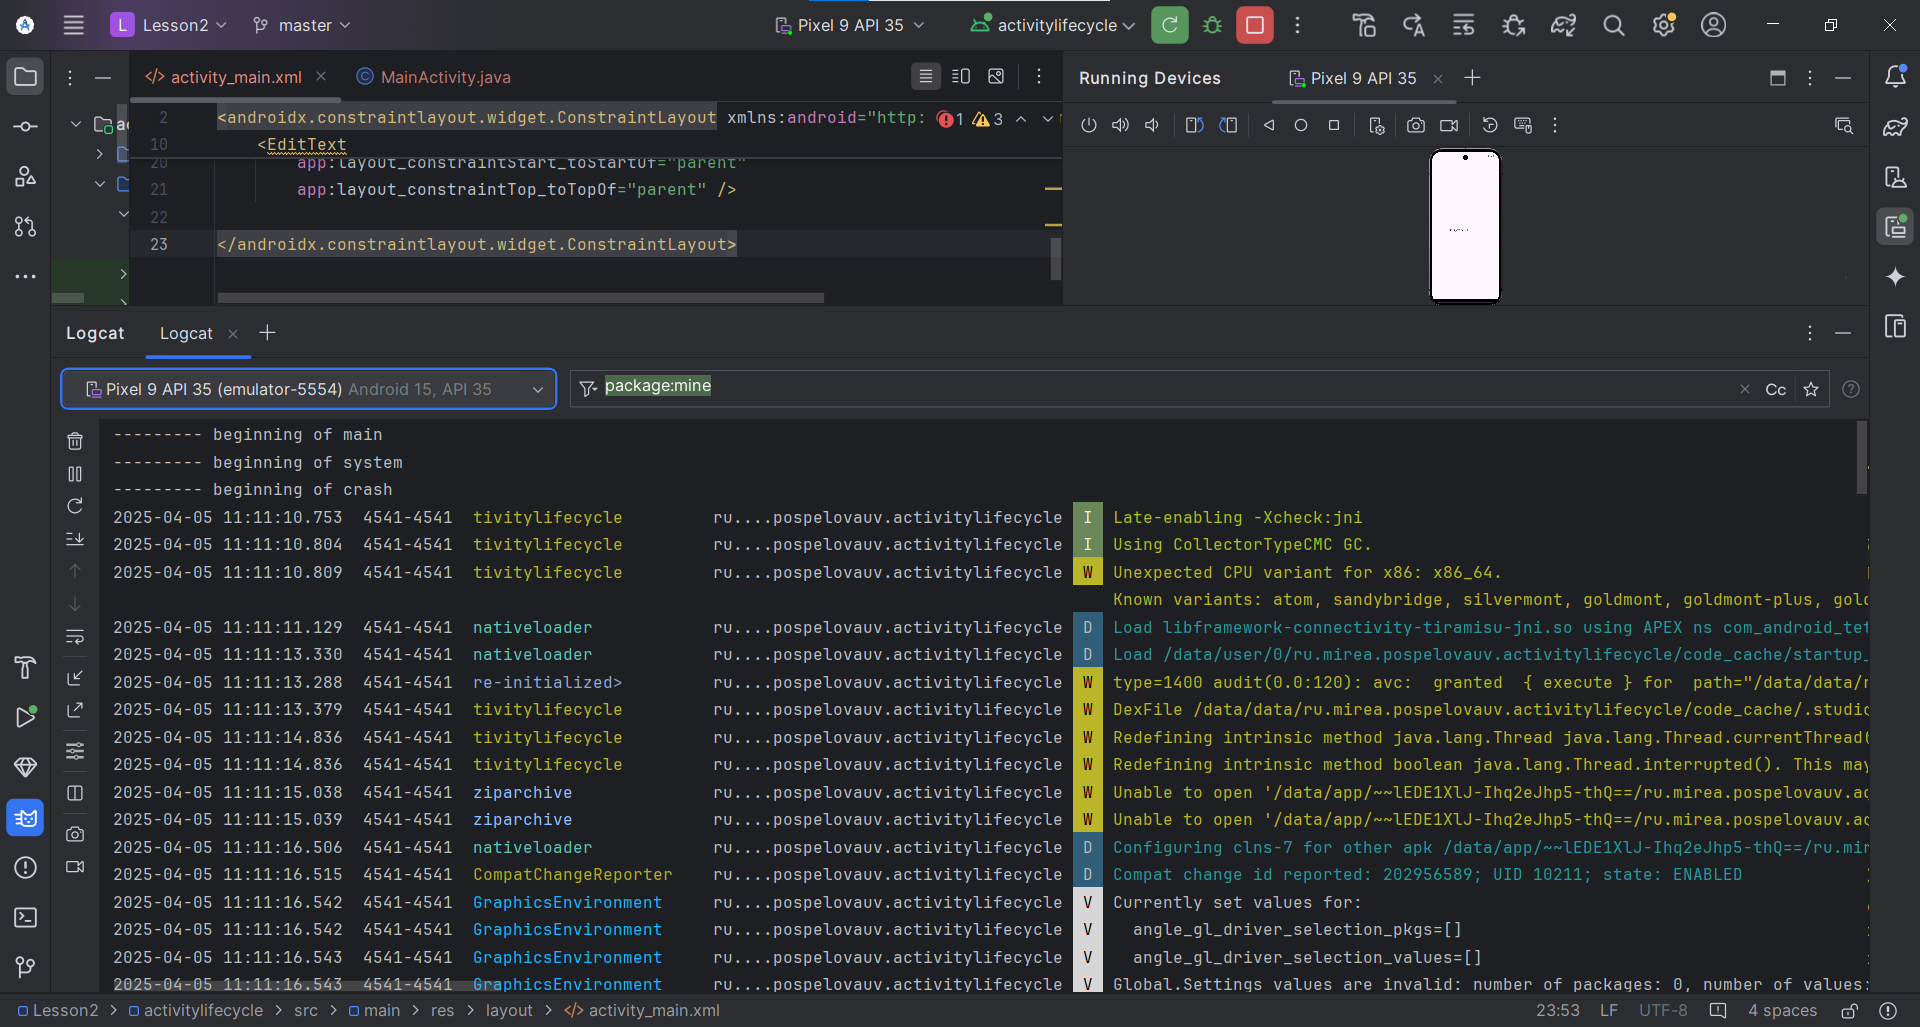 L Lesson2 master Pixel 9 API 35 activitylifecycle
</> activity_main.xml C MainActivity.java
Running Devices Pixel 9 API 35
2 <androidx.constraintlayout.widget.ConstraintLayout xmlns:android="http: 1 3
10 <EditText
20 app:layout_constraintStart_toStartOf="parent"
21 app:layout_constraintTop_toTopOf="parent" />
22
23 </androidx.constraintlayout.widget.ConstraintLayout>
Logcat Logcat
Pixel 9 API 35 (emulator-5554) Android 15, API 35 package:mine Cc
--------- beginning of main
--------- beginning of system
--------- beginning of crash
2025-04-05 11:11:10.753 4541-4541 tivitylifecycle ru....pospelovauv.activitylifecycle I Late-enabling -Xcheck:jni
2025-04-05 11:11:10.804 4541-4541 tivitylifecycle ru....pospelovauv.activitylifecycle I Using CollectorTypeCMC GC.
2025-04-05 11:11:10.809 4541-4541 tivitylifecycle ru....pospelovauv.activitylifecycle W Unexpected CPU variant for x86: x86_64.
Known variants: atom, sandybridge, silvermont, goldmont, goldmont-plus, gold
2025-04-05 11:11:11.129 4541-4541 nativeloader ru....pospelovauv.activitylifecycle D Load libframework-connectivity-tiramisu-jni.so using APEX ns com_android_tet
2025-04-05 11:11:13.330 4541-4541 nativeloader ru....pospelovauv.activitylifecycle D Load /data/user/0/ru.mirea.pospelovauv.activitylifecycle/code_cache/startup_
2025-04-05 11:11:13.288 4541-4541 re-initialized> ru....pospelovauv.activitylifecycle W type=1400 audit(0.0:120): avc: granted { execute } for path="/data/data/r
2025-04-05 11:11:13.379 4541-4541 tivitylifecycle ru....pospelovauv.activitylifecycle W DexFile /data/data/ru.mirea.pospelovauv.activitylifecycle/code_cache/.studio
2025-04-05 11:11:14.836 4541-4541 tivitylifecycle ru....pospelovauv.activitylifecycle W Redefining intrinsic method java.lang.Thread java.lang.Thread.currentThread(
2025-04-05 11:11:14.836 4541-4541 tivitylifecycle ru....pospelovauv.activitylifecycle W Redefining intrinsic method boolean java.lang.Thread.interrupted(). This may
2025-04-05 11:11:15.038 4541-4541 ziparchive ru....pospelovauv.activitylifecycle W Unable to open '/data/app/~~lEDE1XlJ-Ihq2eJhp5-thQ==/ru.mirea.pospelovauv.ac
2025-04-05 11:11:15.039 4541-4541 ziparchive ru....pospelovauv.activitylifecycle W Unable to open '/data/app/~~lEDE1XlJ-Ihq2eJhp5-thQ==/ru.mirea.pospelovauv.ac
2025-04-05 11:11:16.506 4541-4541 nativeloader ru....pospelovauv.activitylifecycle D Configuring clns-7 for other apk /data/app/~~lEDE1XlJ-Ihq2eJhp5-thQ==/ru.mir
2025-04-05 11:11:16.515 4541-4541 CompatChangeReporter ru....pospelovauv.activitylifecycle D Compat change id reported: 202956589; UID 10211; state: ENABLED
2025-04-05 11:11:16.542 4541-4541 GraphicsEnvironment ru....pospelovauv.activitylifecycle V Currently set values for:
2025-04-05 11:11:16.542 4541-4541 GraphicsEnvironment ru....pospelovauv.activitylifecycle V angle_gl_driver_selection_pkgs=[]
2025-04-05 11:11:16.543 4541-4541 GraphicsEnvironment ru....pospelovauv.activitylifecycle V angle_gl_driver_selection_values=[]
2025-04-05 11:11:16.543 4541-4541 GraphicsEnvironment ru....pospelovauv.activitylifecycle V Global.Settings values are invalid: number of packages: 0, number of values:
Lesson2 > activitylifecycle > src > main > res > layout > </> activity_main.xml 23:53 LF UTF-8 4 spaces